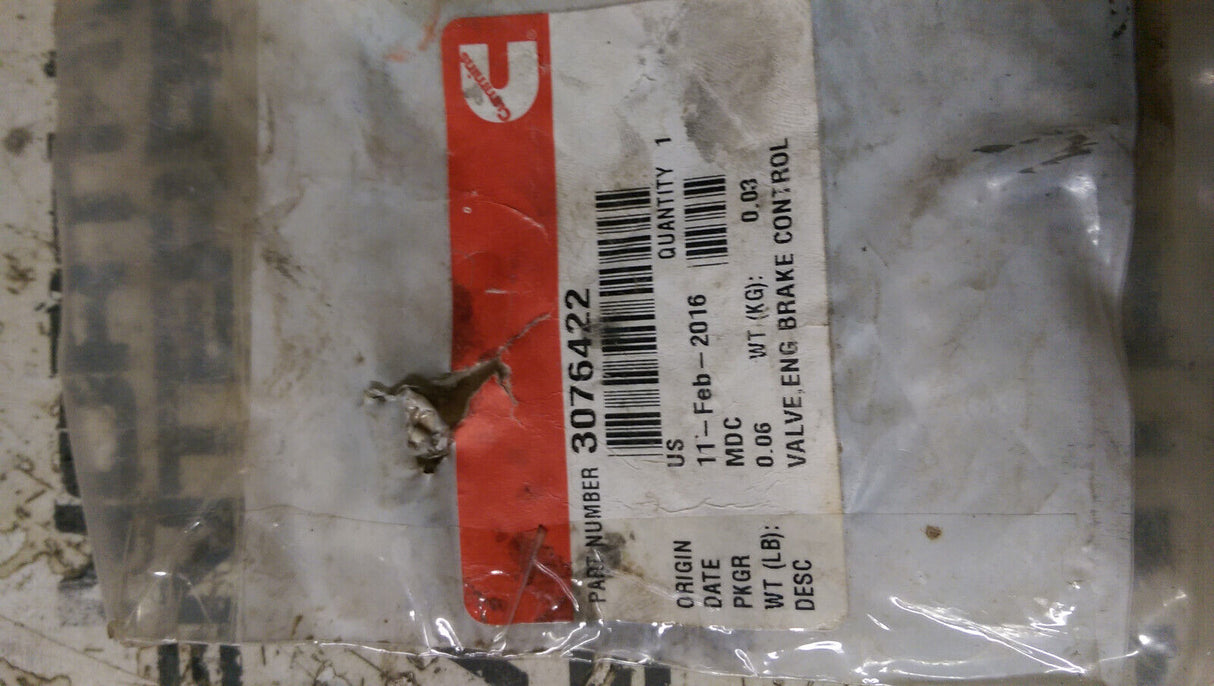 Cummins
PART NUMBER 3076422
ORIGIN US QUANTITY 1
DATE 11-Feb-2016
PKGR MDC
WT (LB): 0.06 WT (KG): 0.03
DESC VALVE,ENG BRAKE CONTROL